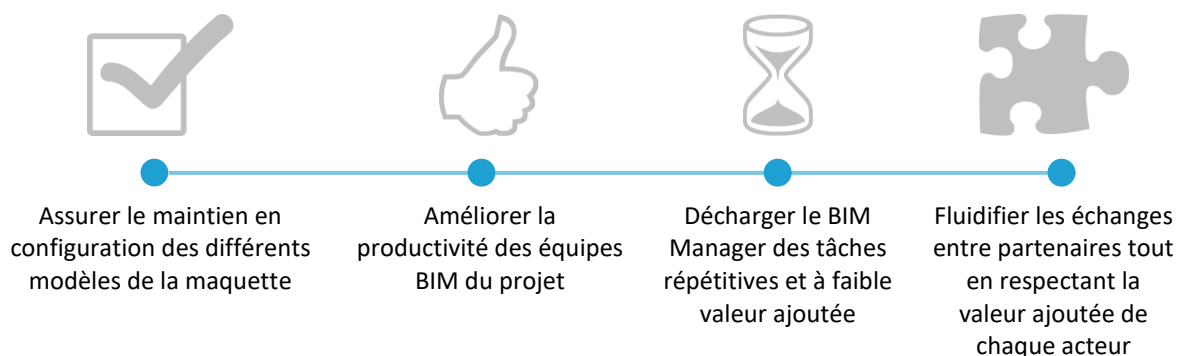 Assurer le maintien en
configuration des différents
modèles de la maquette
Améliorer la
productivité des équipes
BIM du projet
Décharger le BIM
Manager des tâches
répétitives et à faible
valeur ajoutée
Fluidifier les échanges
entre partenaires tout
en respectant la
valeur ajoutée de
chaque acteur